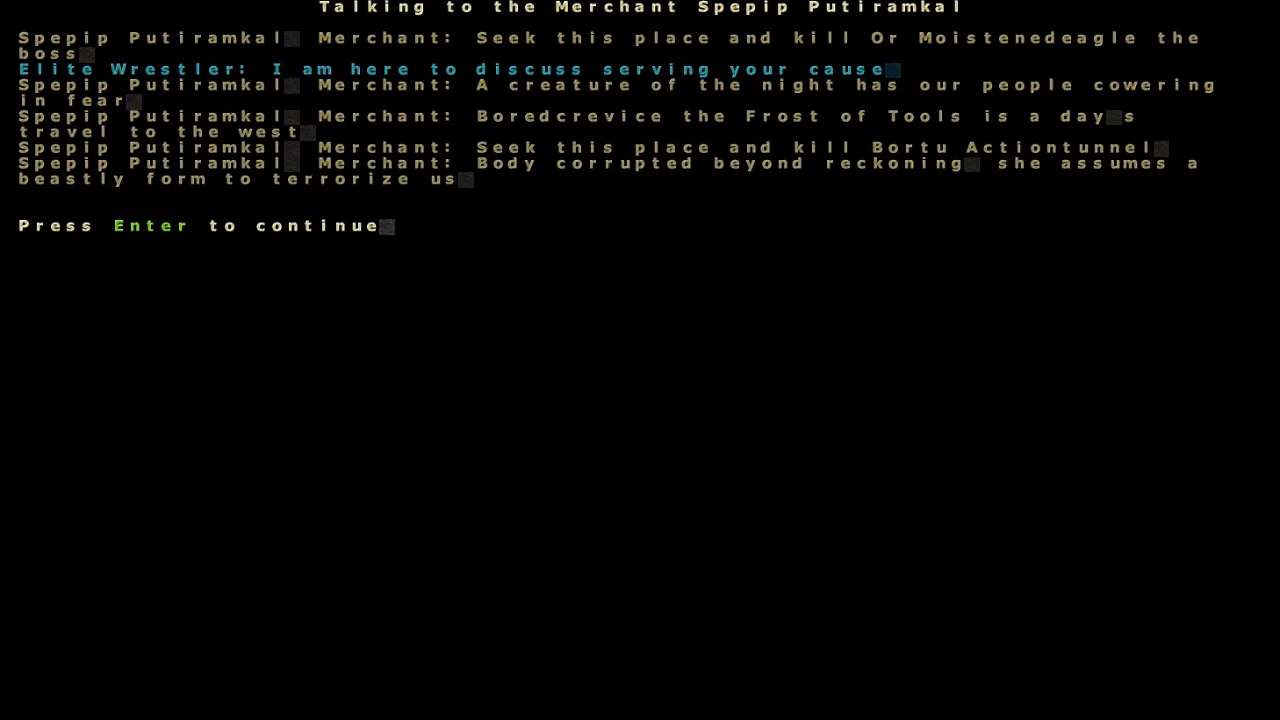 Talking to the Merchant Spepip Putiramkal
Spepip Putiramkal Merchant: Seek this place and kill Or Moistenedeagle the
boss
Elite Wrestler: I am here to discuss serving your cause
Spepip Putiramkal Merchant: A creature of the night has our people cowering
in fear
Spepip Putiramkal Merchant: Boredcrevice the Frost of Tools is a day s
travel to the west
Spepip Putiramkal Merchant: Seek this place and kill Bortu Actiontunnel
Spepip Putiramkal Merchant: Body corrupted beyond reckoning she assumes a
beastly form to terrorize us
Press Enter to continue